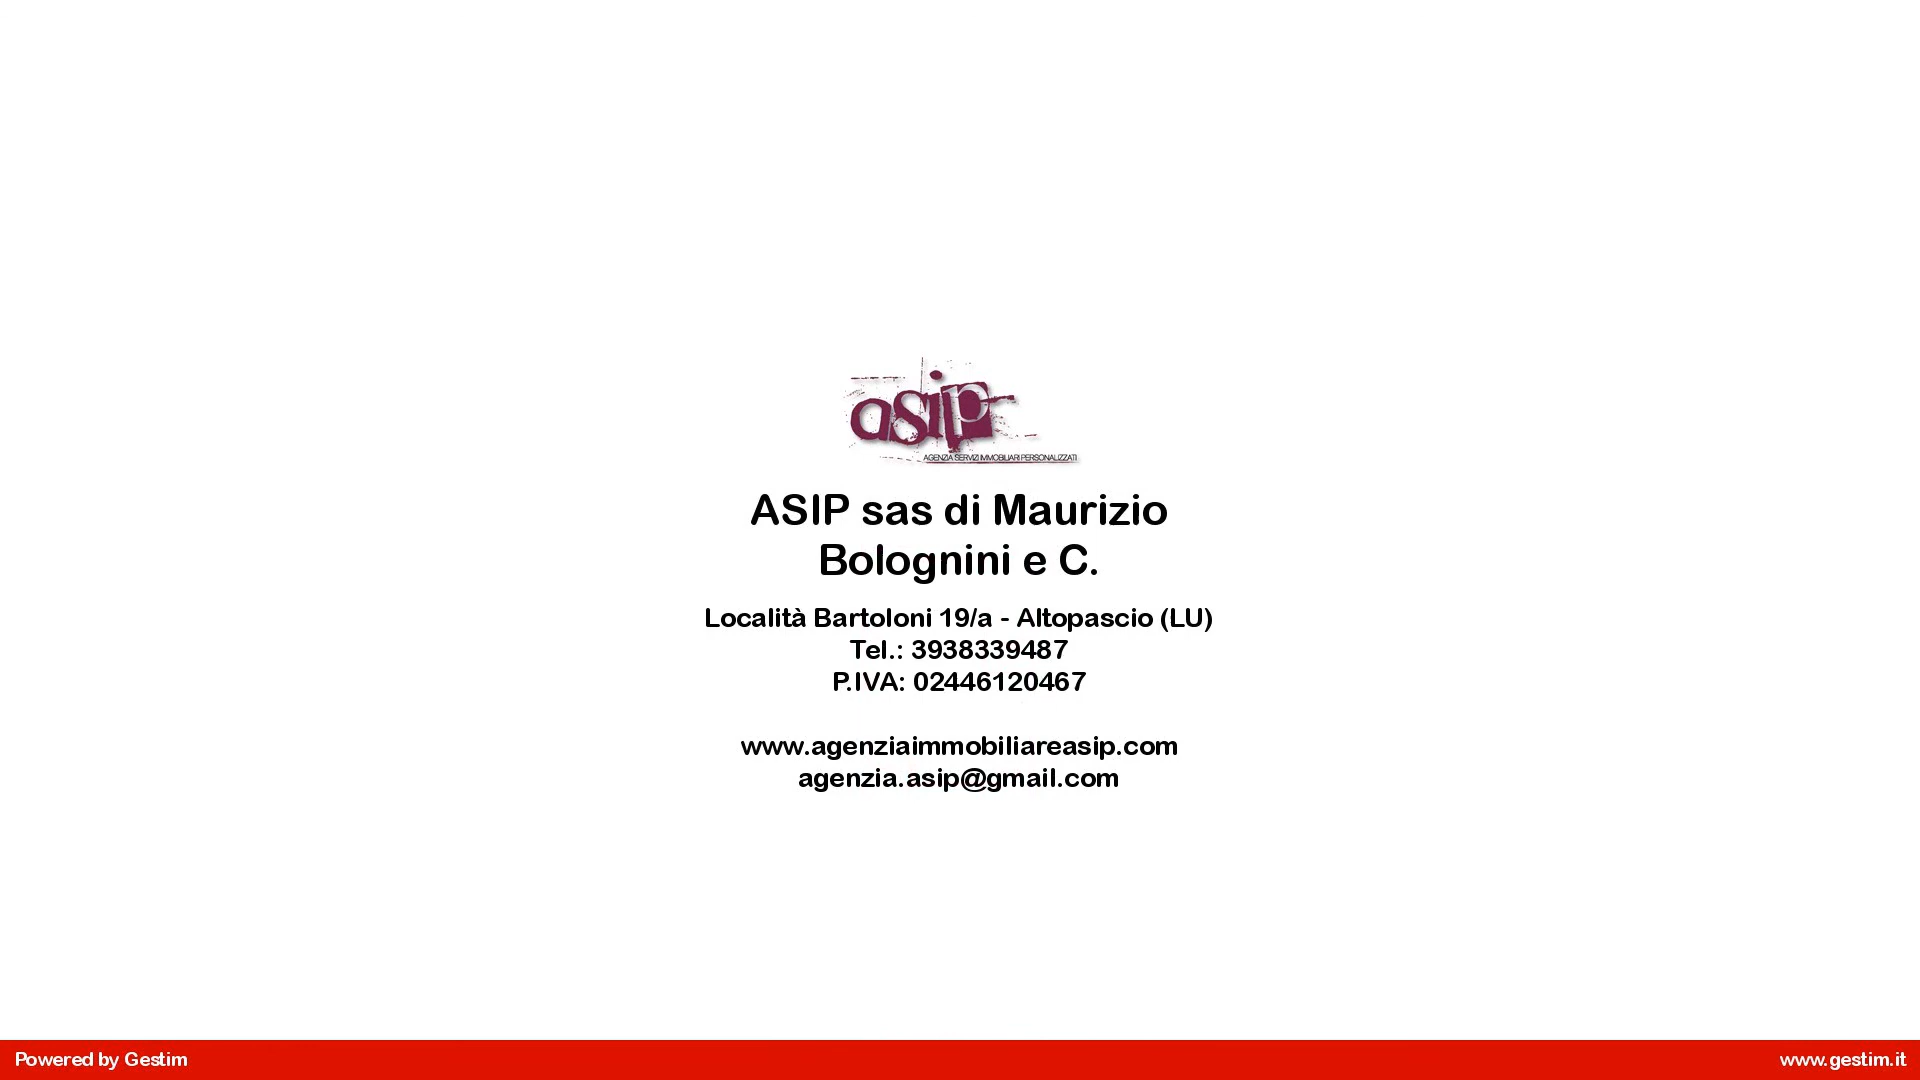 asip
AGENZIA SERVIZI IMMOBILIARI PERSONALIZZATI
ASIP sas di Maurizio
Bolognini e C.
Località Bartoloni 19/a - Altopascio (LU)
Tel.: 3938339487
P.IVA: 02446120467
www.agenziaimmobiliareasip.com
agenzia.asip@gmail.com
Powered by Gestim
www.gestim.it